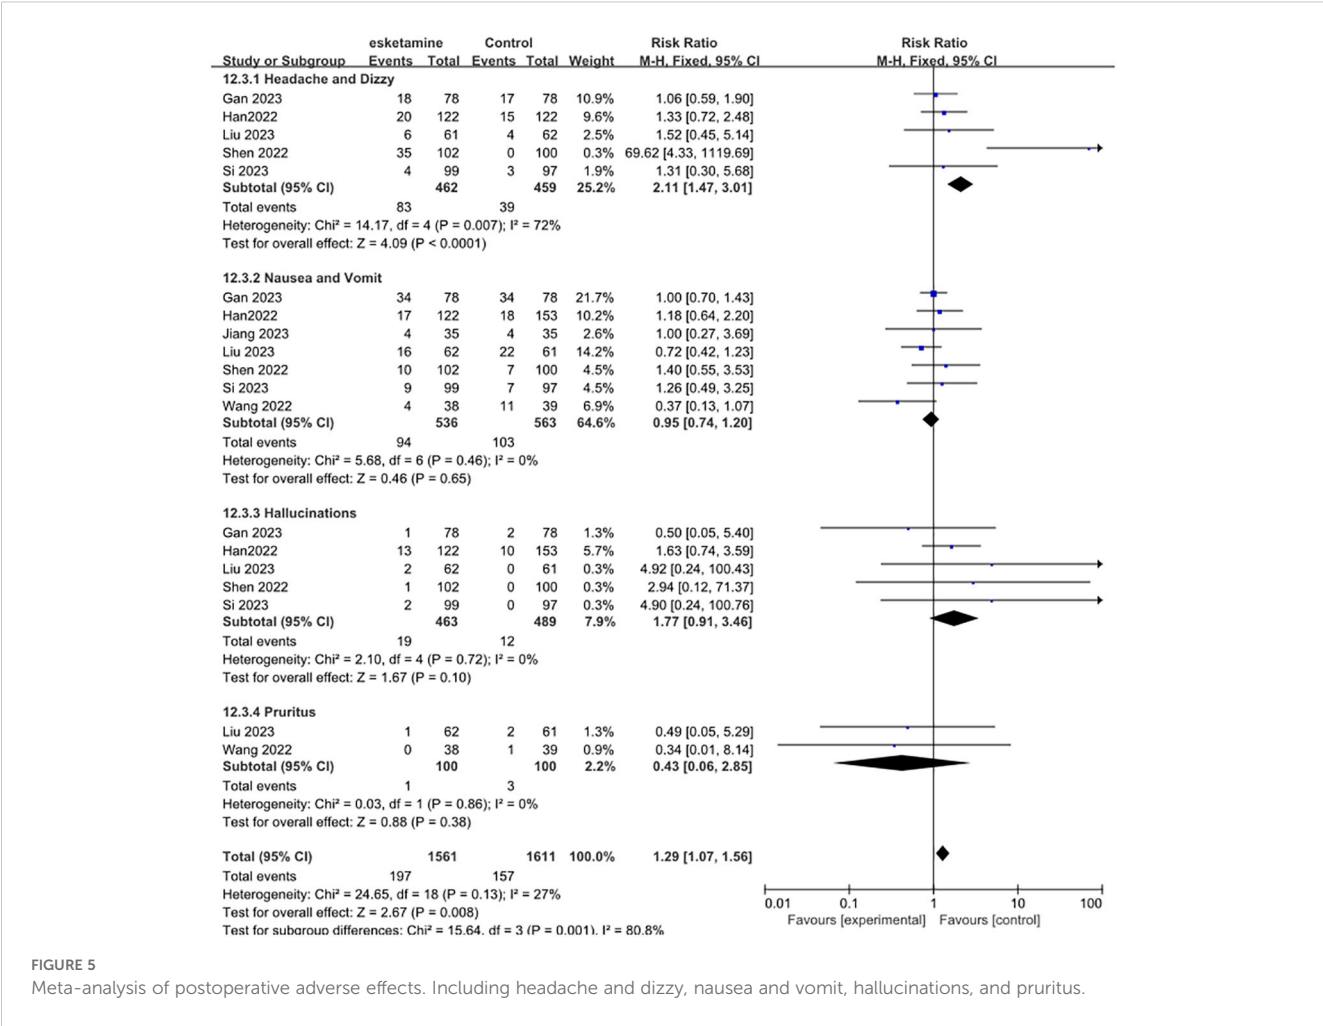 esketamine Control Risk Ratio Risk Ratio
Study or Subgroup Events Total Events Total Weight M-H, Fixed, 95% CI M-H, Fixed, 95% CI
12.3.1 Headache and Dizzy
Gan 2023 18 78 17 78 10.9% 1.06 [0.59, 1.90]
Han2022 20 122 15 122 9.6% 1.33 [0.72, 2.48]
Liu 2023 6 61 4 62 2.5% 1.52 [0.45, 5.14]
Shen 2022 35 102 0 100 0.3% 69.62 [4.33, 1119.69]
Si 2023 4 99 3 97 1.9% 1.31 [0.30, 5.68]
Subtotal (95% CI) 462 459 25.2% 2.11 [1.47, 3.01]
Total events 83 39
Heterogeneity: Chi² = 14.17, df = 4 (P = 0.007); I² = 72%
Test for overall effect: Z = 4.09 (P < 0.0001)
12.3.2 Nausea and Vomit
Gan 2023 34 78 34 78 21.7% 1.00 [0.70, 1.43]
Han2022 17 122 18 153 10.2% 1.18 [0.64, 2.20]
Jiang 2023 4 35 4 35 2.6% 1.00 [0.27, 3.69]
Liu 2023 16 62 22 61 14.2% 0.72 [0.42, 1.23]
Shen 2022 10 102 7 100 4.5% 1.40 [0.55, 3.53]
Si 2023 9 99 7 97 4.5% 1.26 [0.49, 3.25]
Wang 2022 4 38 11 39 6.9% 0.37 [0.13, 1.07]
Subtotal (95% CI) 536 563 64.6% 0.95 [0.74, 1.20]
Total events 94 103
Heterogeneity: Chi² = 5.68, df = 6 (P = 0.46); I² = 0%
Test for overall effect: Z = 0.46 (P = 0.65)
12.3.3 Hallucinations
Gan 2023 1 78 2 78 1.3% 0.50 [0.05, 5.40]
Han2022 13 122 10 153 5.7% 1.63 [0.74, 3.59]
Liu 2023 2 62 0 61 0.3% 4.92 [0.24, 100.43]
Shen 2022 1 102 0 100 0.3% 2.94 [0.12, 71.37]
Si 2023 2 99 0 97 0.3% 4.90 [0.24, 100.76]
Subtotal (95% CI) 463 489 7.9% 1.77 [0.91, 3.46]
Total events 19 12
Heterogeneity: Chi² = 2.10, df = 4 (P = 0.72); I² = 0%
Test for overall effect: Z = 1.67 (P = 0.10)
12.3.4 Pruritus
Liu 2023 1 62 2 61 1.3% 0.49 [0.05, 5.29]
Wang 2022 0 38 1 39 0.9% 0.34 [0.01, 8.14]
Subtotal (95% CI) 100 100 2.2% 0.43 [0.06, 2.85]
Total events 1 3
Heterogeneity: Chi² = 0.03, df = 1 (P = 0.86); I² = 0%
Test for overall effect: Z = 0.88 (P = 0.38)
Total (95% CI) 1561 1611 100.0% 1.29 [1.07, 1.56]
Total events 197 157
Heterogeneity: Chi² = 24.65, df = 18 (P = 0.13); I² = 27%
Test for overall effect: Z = 2.67 (P = 0.008)
Test for subgroup differences: Chi² = 15.64, df = 3 (P = 0.001), I² = 80.8%
0.01 0.1 1 10 100
Favours [experimental] Favours [control]
FIGURE 5
Meta-analysis of postoperative adverse effects. Including headache and dizzy, nausea and vomit, hallucinations, and pruritus.